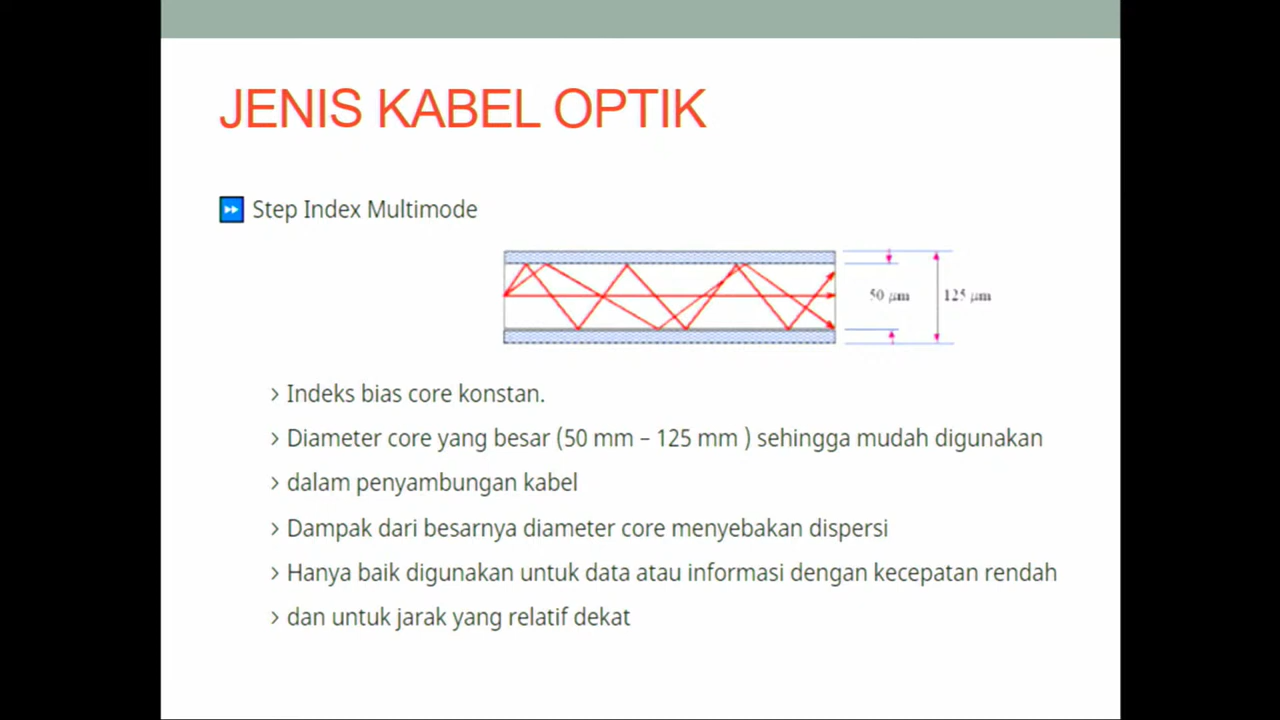 JENIS KABEL OPTIK
Step Index Multimode
50 µm
125 µm
› Indeks bias core konstan.
› Diameter core yang besar (50 mm – 125 mm ) sehingga mudah digunakan
› dalam penyambungan kabel
› Dampak dari besarnya diameter core menyebakan dispersi
› Hanya baik digunakan untuk data atau informasi dengan kecepatan rendah
› dan untuk jarak yang relatif dekat